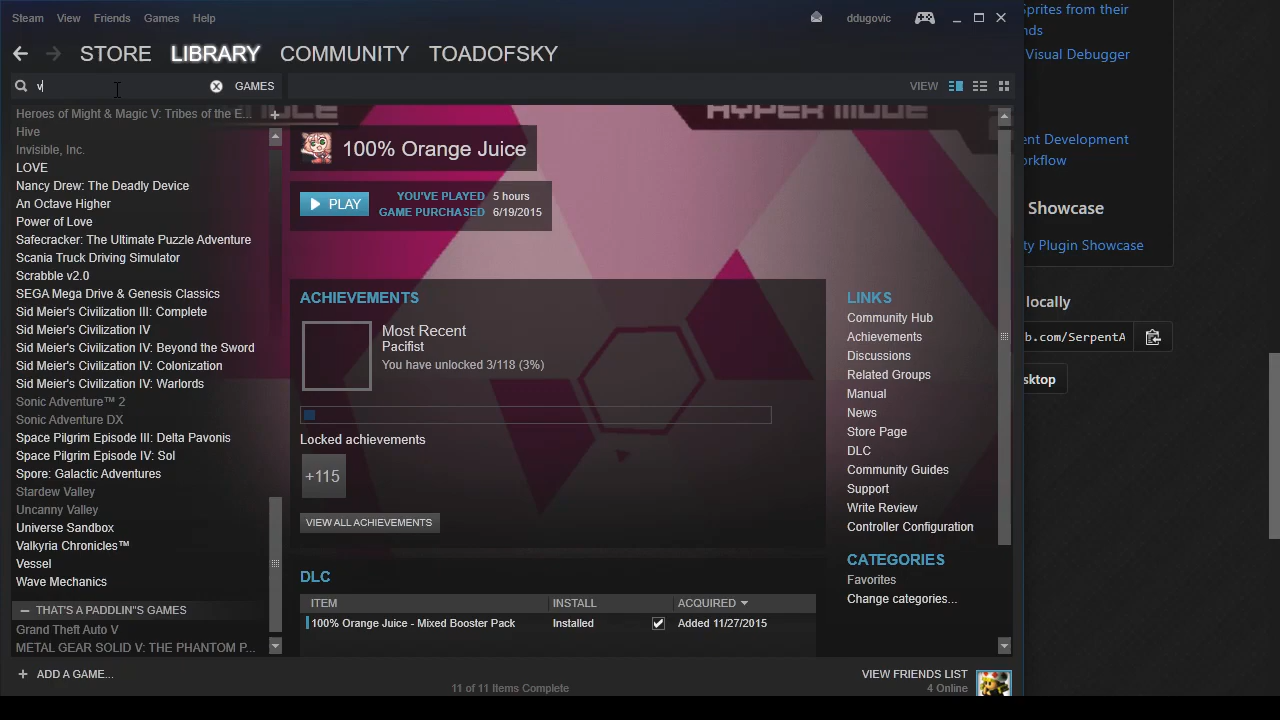 Steam View Friends Games Help
ddugovic
STORE LIBRARY COMMUNITY TOADOFSKY
v
GAMES
VIEW
Heroes of Might & Magic V: Tribes of the E...
Hive
Invisible, Inc.
LOVE
Nancy Drew: The Deadly Device
An Octave Higher
Power of Love
Safecracker: The Ultimate Puzzle Adventure
Scania Truck Driving Simulator
Scrabble v2.0
SEGA Mega Drive & Genesis Classics
Sid Meier's Civilization III: Complete
Sid Meier's Civilization IV
Sid Meier's Civilization IV: Beyond the Sword
Sid Meier's Civilization IV: Colonization
Sid Meier's Civilization IV: Warlords
Sonic Adventure™ 2
Sonic Adventure DX
Space Pilgrim Episode III: Delta Pavonis
Space Pilgrim Episode IV: Sol
Spore: Galactic Adventures
Stardew Valley
Uncanny Valley
Universe Sandbox
Valkyria Chronicles™
Vessel
Wave Mechanics
THAT'S A PADDLIN'S GAMES
Grand Theft Auto V
METAL GEAR SOLID V: THE PHANTOM P...
ADD A GAME...
HYPER MODE
100% Orange Juice
PLAY
YOU'VE PLAYED 5 hours
GAME PURCHASED 6/19/2015
ACHIEVEMENTS
Most Recent
Pacifist
You have unlocked 3/118 (3%)
Locked achievements
+115
VIEW ALL ACHIEVEMENTS
DLC
ITEM INSTALL ACQUIRED
100% Orange Juice - Mixed Booster Pack Installed Added 11/27/2015
LINKS
Community Hub
Achievements
Discussions
Related Groups
Manual
News
Store Page
DLC
Community Guides
Support
Write Review
Controller Configuration
CATEGORIES
Favorites
Change categories...
11 of 11 Items Complete
VIEW FRIENDS LIST
4 Online
Sprites from their
nds
Visual Debugger
ent Development
orkflow
Showcase
ty Plugin Showcase
locally
b.com/SerpentA
sktop